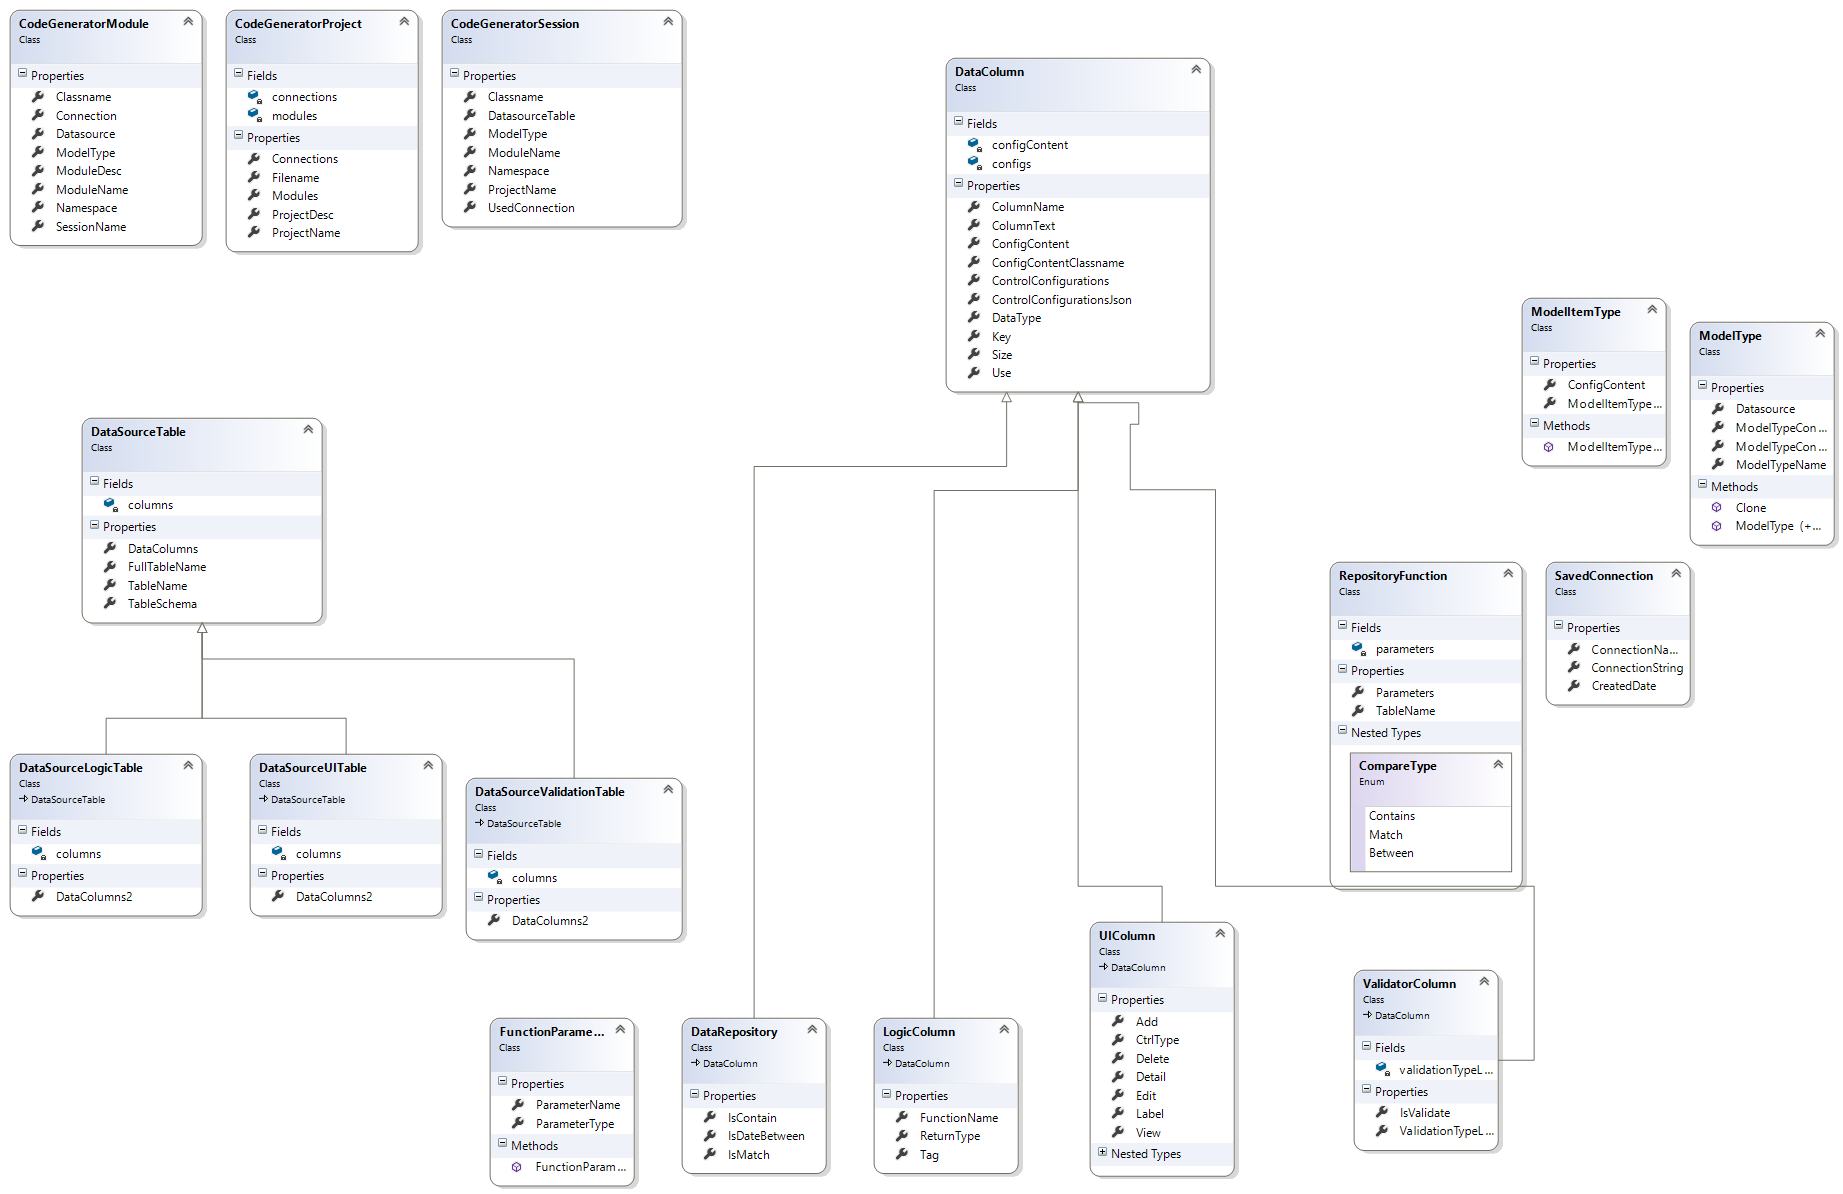 CodeGeneratorModule
Class
Properties
Classname
Connection
Datasource
ModelType
ModuleDesc
ModuleName
Namespace
SessionName
CodeGeneratorProject
Class
Fields
connections
modules
Properties
Connections
Filename
Modules
ProjectDesc
ProjectName
CodeGeneratorSession
Class
Properties
Classname
DatasourceTable
ModelType
ModuleName
Namespace
ProjectName
UsedConnection
DataColumn
Class
Fields
configContent
configs
Properties
ColumnName
ColumnText
ConfigContent
ConfigContentClassname
ControlConfigurations
ControlConfigurationsJson
DataType
Key
Size
Use
ModelItemType
Class
Properties
ConfigContent
ModelItemType...
Methods
ModelItemType...
ModelType
Class
Properties
Datasource
ModelTypeCon...
ModelTypeCon...
ModelTypeName
Methods
Clone
ModelType (+...
DataSourceTable
Class
Fields
columns
Properties
DataColumns
FullTableName
TableName
TableSchema
RepositoryFunction
Class
Fields
parameters
Properties
Parameters
TableName
Nested Types
CompareType
Enum
Contains
Match
Between
SavedConnection
Class
Properties
ConnectionNa...
ConnectionString
CreatedDate
DataSourceLogicTable
Class
DataSourceTable
Fields
columns
Properties
DataColumns2
DataSourceUITable
Class
DataSourceTable
Fields
columns
Properties
DataColumns2
DataSourceValidationTable
Class
DataSourceTable
Fields
columns
Properties
DataColumns2
FunctionParame...
Class
Properties
ParameterName
ParameterType
Methods
FunctionParam...
DataRepository
Class
DataColumn
Properties
IsContain
IsDateBetween
IsMatch
LogicColumn
Class
DataColumn
Properties
FunctionName
ReturnType
Tag
UIColumn
Class
DataColumn
Properties
Add
CtrlType
Delete
Detail
Edit
Label
View
Nested Types
ValidatorColumn
Class
DataColumn
Fields
validationTypeL...
Properties
IsValidate
ValidationTypeL...